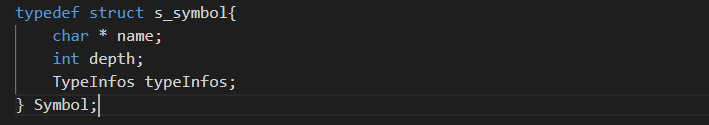 typedef struct s_symbol{
    char * name;
    int depth;
    TypeInfos typeInfos;
} Symbol;